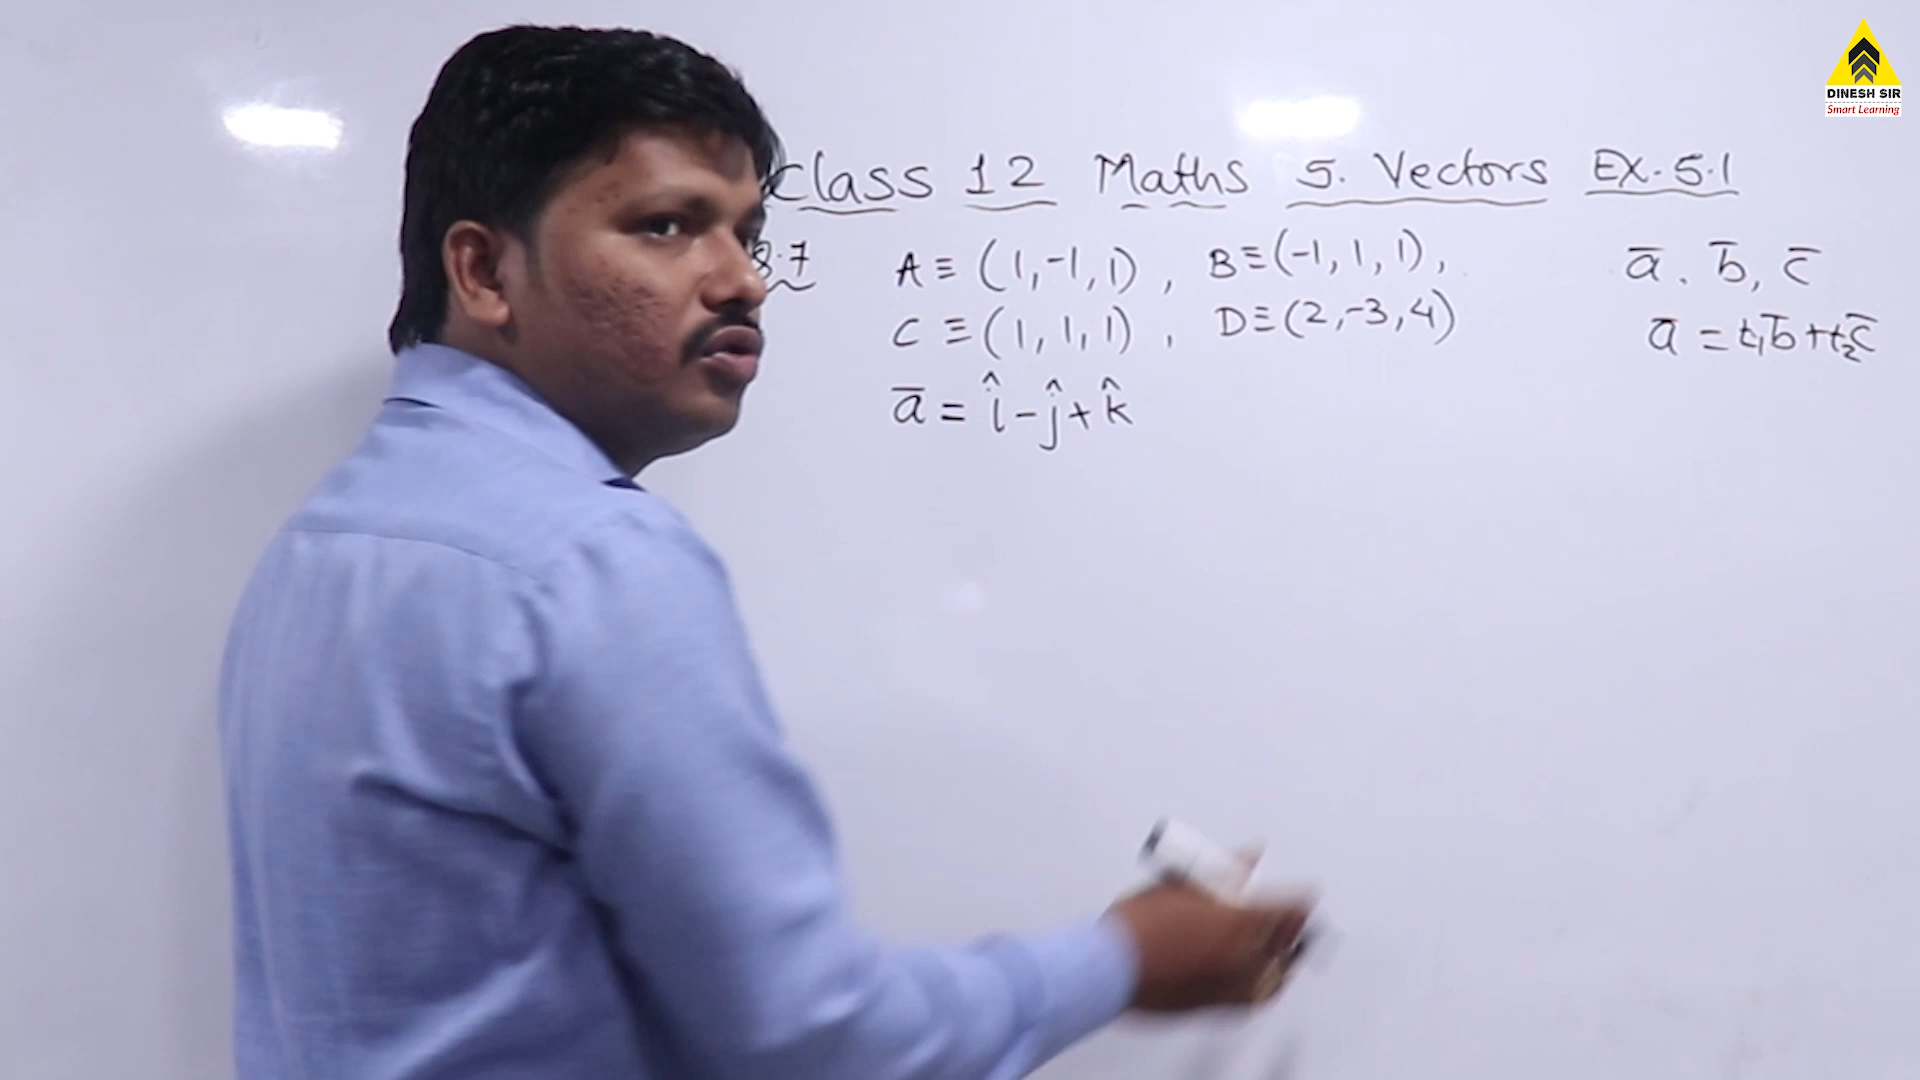 DINESH SIR
Smart Learning
Class 12 Maths 5. Vectors EX. 5.1
8.7 A ≡ (1,-1,1) , B≡(-1, 1, 1) , a̅ . b̅, c̅
C ≡ (1, 1, 1) , D≡(2,-3,4) a̅ = t₁b̅+t₂c̅
a̅ = î - ĵ + k̂